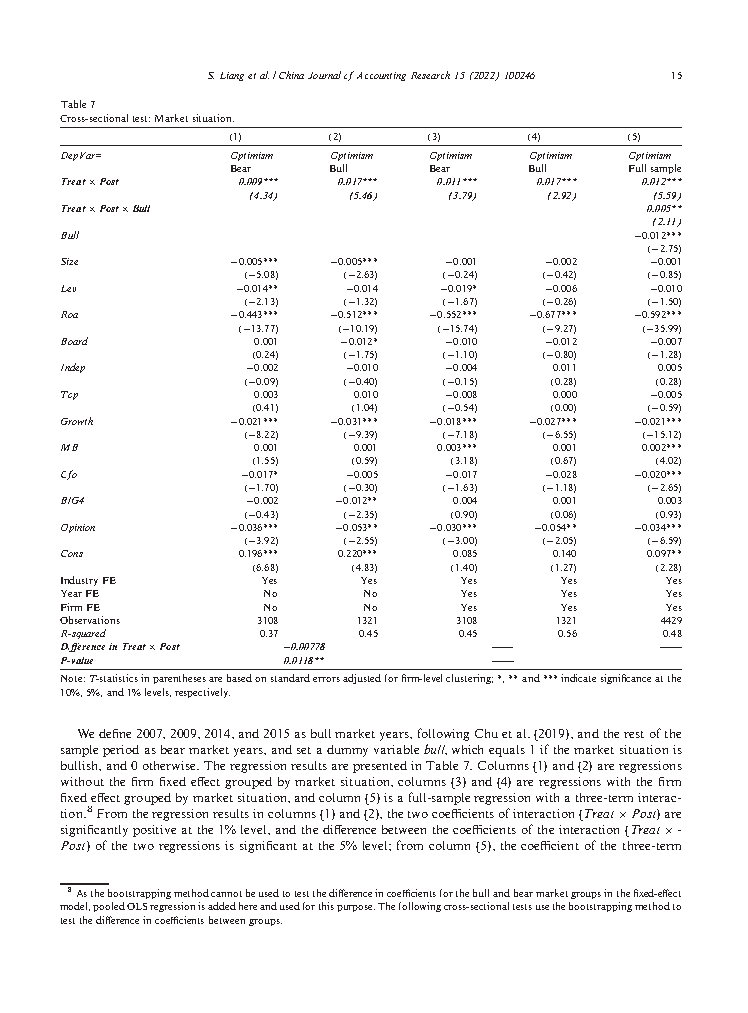 S. Liang et al. / China Journal of Accounting Research 15 (2022) 100246 15
Table 7
Cross-sectional test: Market situation.
(1) (2) (3) (4) (5)
DepVar= Optimism Optimism Optimism Optimism Optimism
Bear Bull Bear Bull Full sample
Treat × Post 0.009*** 0.017*** 0.011*** 0.017*** 0.012***
(4.34) (5.46) (3.79) (2.92) (5.59)
Treat × Post × Bull 0.005**
(2.11)
Bull −0.012***
(−2.75)
Size −0.005*** −0.005*** −0.001 −0.002 −0.001
(−5.08) (−2.63) (−0.24) (−0.42) (−0.85)
Lev −0.014** −0.014 −0.019* −0.006 −0.010
(−2.13) (−1.32) (−1.67) (−0.26) (−1.50)
Roa −0.443*** −0.512*** −0.552*** −0.677*** −0.592***
(−13.77) (−10.19) (−15.74) (−9.27) (−35.99)
Board 0.001 −0.012* −0.010 −0.012 −0.007
(0.24) (−1.75) (−1.10) (−0.80) (−1.28)
Indep −0.002 −0.010 −0.004 0.011 0.005
(−0.09) (−0.40) (−0.15) (0.28) (0.28)
Top 0.003 0.010 −0.008 0.000 −0.005
(0.41) (1.04) (−0.54) (0.00) (−0.59)
Growth −0.021*** −0.031*** −0.018*** −0.027*** −0.021***
(−8.22) (−9.39) (−7.18) (−6.55) (−15.12)
MB 0.001 0.001 0.003*** 0.001 0.002***
(1.55) (0.59) (3.18) (0.67) (4.02)
Cfo −0.017* −0.005 −0.017 −0.028 −0.020***
(−1.70) (−0.30) (−1.63) (−1.18) (−2.65)
BIG4 −0.002 −0.012** 0.004 0.001 0.003
(−0.43) (−2.35) (0.90) (0.06) (0.93)
Opinion −0.036*** −0.053** −0.030*** −0.054** −0.034***
(−3.92) (−2.55) (−3.00) (−2.05) (−6.59)
Cons 0.196*** 0.220*** 0.085 0.140 0.097**
(6.68) (4.83) (1.40) (1.27) (2.28)
Industry FE Yes Yes Yes Yes Yes
Year FE No No Yes Yes Yes
Firm FE No No Yes Yes Yes
Observations 3108 1321 3108 1321 4429
R-squared 0.37 0.45 0.45 0.56 0.48
Difference in Treat × Post −0.00778 —— ——
P-value 0.0118** ——
Note: T-statistics in parentheses are based on standard errors adjusted for firm-level clustering; *, ** and *** indicate significance at the
10%, 5%, and 1% levels, respectively.
We define 2007, 2009, 2014, and 2015 as bull market years, following Chu et al. {2019}, and the rest of the
sample period as bear market years, and set a dummy variable bull, which equals 1 if the market situation is
bullish, and 0 otherwise. The regression results are presented in Table 7. Columns {1} and {2} are regressions
without the firm fixed effect grouped by market situation, columns {3} and {4} are regressions with the firm
fixed effect grouped by market situation, and column {5} is a full-sample regression with a three-term interac-
tion.8 From the regression results in columns {1} and {2}, the two coefficients of interaction {Treat × Post} are
significantly positive at the 1% level, and the difference between the coefficients of the interaction {Treat × -
Post} of the two regressions is significant at the 5% level; from column {5}, the coefficient of the three-term
8 As the bootstrapping method cannot be used to test the difference in coefficients for the bull and bear market groups in the fixed-effect
model, pooled OLS regression is added here and used for this purpose. The following cross-sectional tests use the bootstrapping method to
test the difference in coefficients between groups.